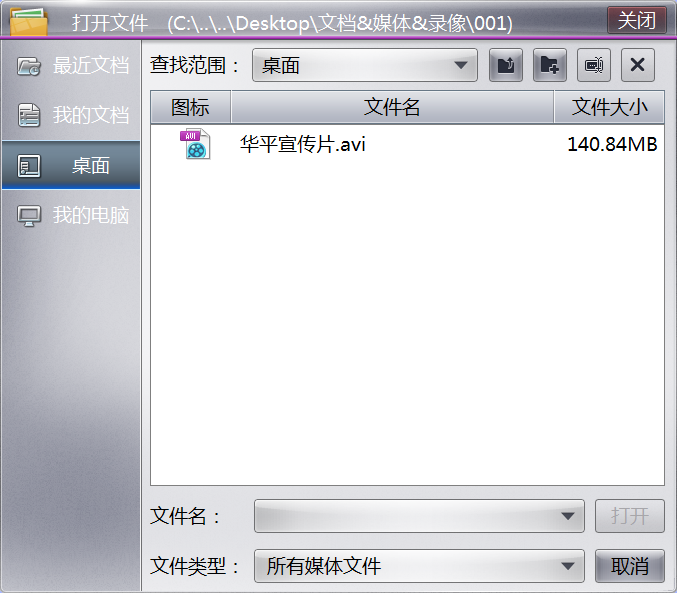 打开文件 (C:\..\..\Desktop\文档&媒体&录像\001) 关闭
最近文档
我的文档
桌面
我的电脑
查找范围： 桌面
图标 文件名 文件大小
AVI 华平宣传片.avi 140.84MB
文件名： 打开
文件类型： 所有媒体文件 取消